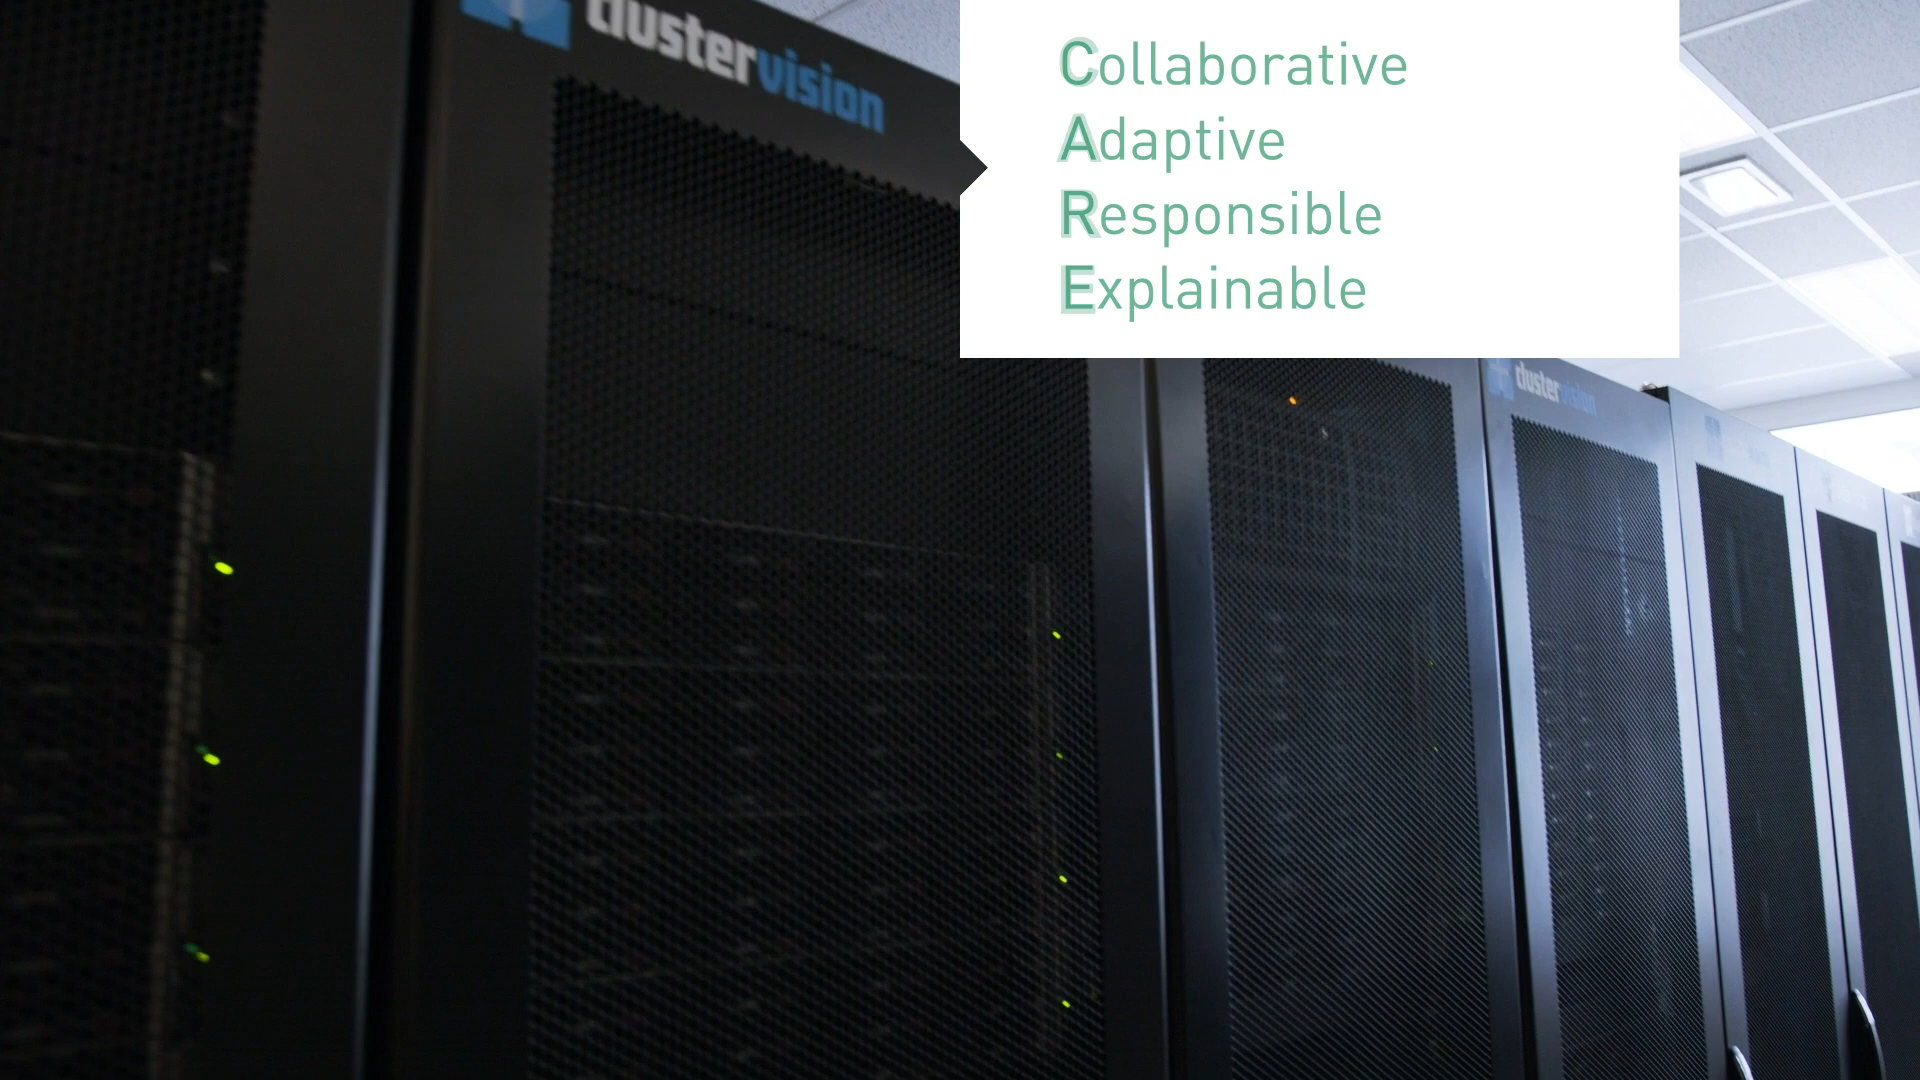 clustervision
Collaborative
Adaptive
Responsible
Explainable
clustervision